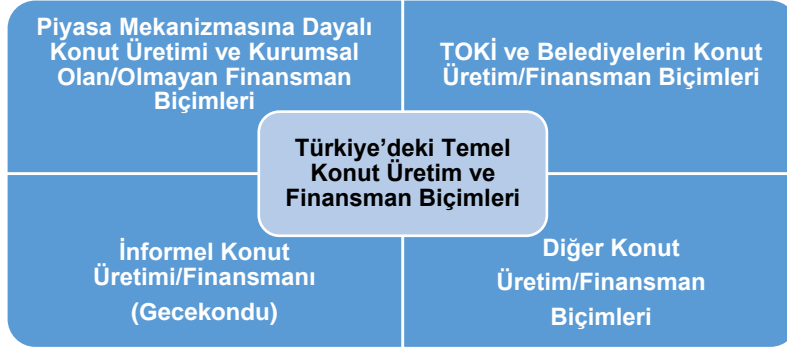 Piyasa Mekanizmasına Dayalı
Konut Üretimi ve Kurumsal
Olan/Olmayan Finansman
Biçimleri
TOKİ ve Belediyelerin Konut
Üretim/Finansman Biçimleri
Türkiye’deki Temel
Konut Üretim ve
Finansman Biçimleri
İnformel Konut
Üretimi/Finansmanı
(Gecekondu)
Diğer Konut
Üretim/Finansman
Biçimleri